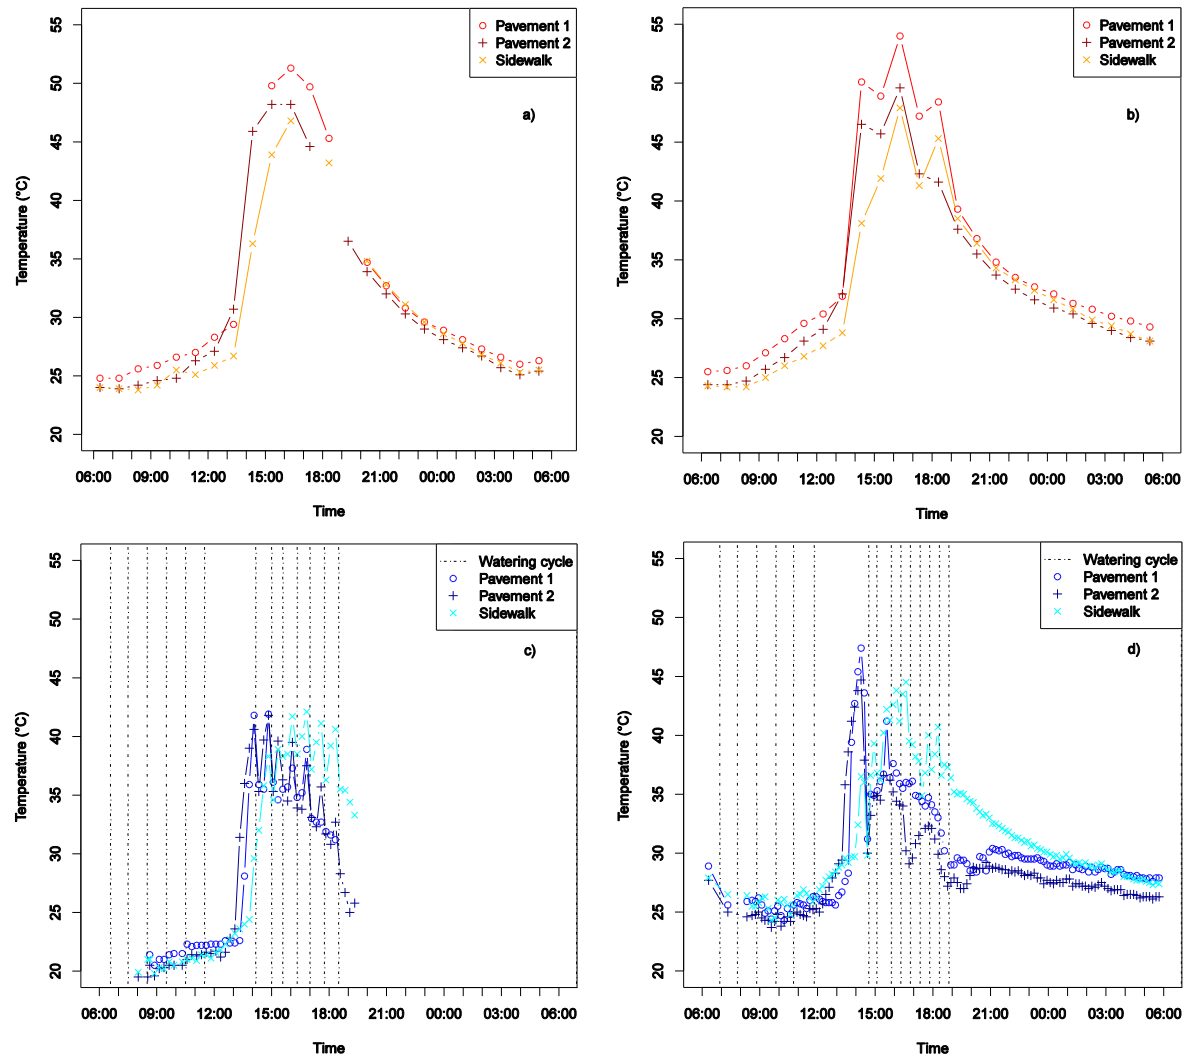 55
50
45
40
35
30
25
20
Temperature (°C)
Pavement 1
Pavement 2
Sidewalk
a)
06:00 09:00 12:00 15:00 18:00 21:00 00:00 03:00 06:00
Time
55
50
45
40
35
30
25
20
Temperature (°C)
Pavement 1
Pavement 2
Sidewalk
b)
06:00 09:00 12:00 15:00 18:00 21:00 00:00 03:00 06:00
Time
55
50
45
40
35
30
25
20
Temperature (°C)
Watering cycle
Pavement 1
Pavement 2
Sidewalk
c)
06:00 09:00 12:00 15:00 18:00 21:00 00:00 03:00 06:00
Time
55
50
45
40
35
30
25
20
Temperature (°C)
Watering cycle
Pavement 1
Pavement 2
Sidewalk
d)
06:00 09:00 12:00 15:00 18:00 21:00 00:00 03:00 06:00
Time